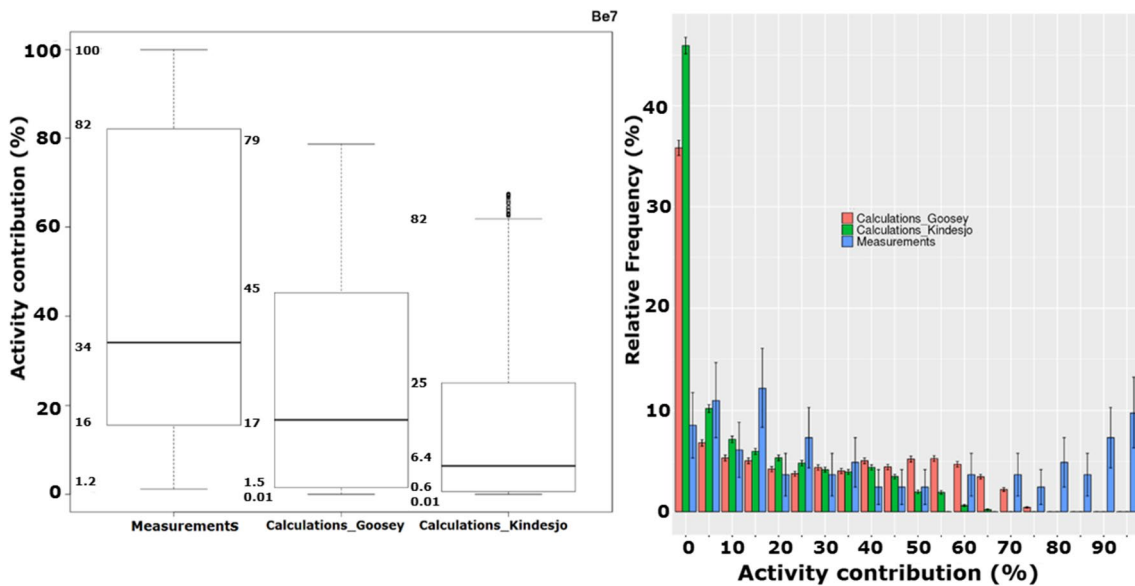 Be7
Activity contribution (%)
100
80
60
40
20
0
100
82
34
16
1.2
79
45
17
1.5
0.01
82
25
6.4
0.6
0.01
Measurements
Calculations_Goosey
Calculations_Kindesjo
Relative Frequency (%)
40
30
20
10
0
Calculations_Goosey
Calculations_Kindesjo
Measurements
0 10 20 30 40 50 60 70 80 90
Activity contribution (%)